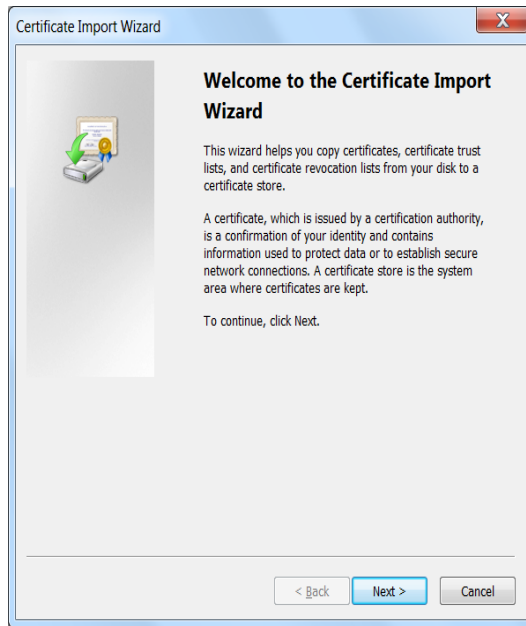 Certificate Import Wizard
X
Welcome to the Certificate Import
Wizard
This wizard helps you copy certificates, certificate trust
lists, and certificate revocation lists from your disk to a
certificate store.
A certificate, which is issued by a certification authority,
is a confirmation of your identity and contains
information used to protect data or to establish secure
network connections. A certificate store is the system
area where certificates are kept.
To continue, click Next.
< Back Next > Cancel